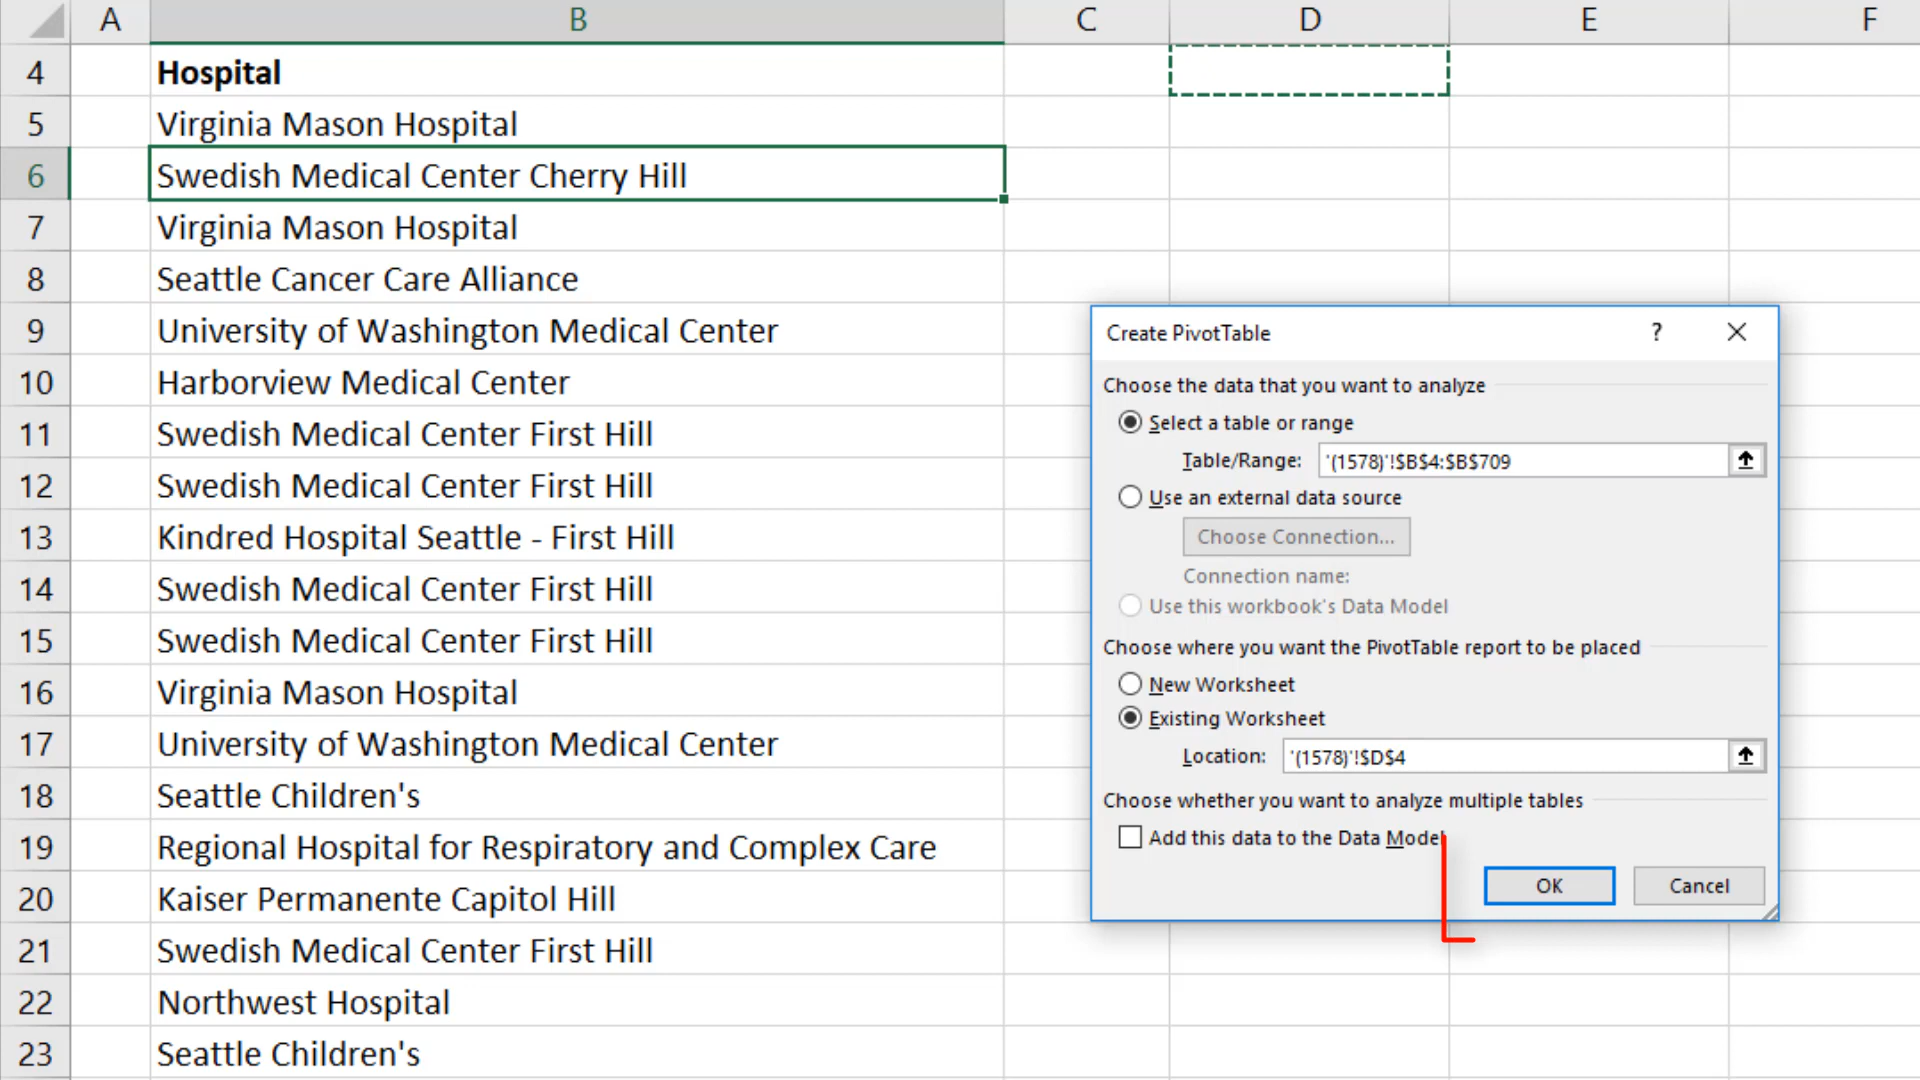 A B C D E F
4 Hospital
5 Virginia Mason Hospital
6 Swedish Medical Center Cherry Hill
7 Virginia Mason Hospital
8 Seattle Cancer Care Alliance
9 University of Washington Medical Center
10 Harborview Medical Center
11 Swedish Medical Center First Hill
12 Swedish Medical Center First Hill
13 Kindred Hospital Seattle - First Hill
14 Swedish Medical Center First Hill
15 Swedish Medical Center First Hill
16 Virginia Mason Hospital
17 University of Washington Medical Center
18 Seattle Children's
19 Regional Hospital for Respiratory and Complex Care
20 Kaiser Permanente Capitol Hill
21 Swedish Medical Center First Hill
22 Northwest Hospital
23 Seattle Children's
Create PivotTable ?
Choose the data that you want to analyze
Select a table or range
Table/Range: '(1578)'!$B$4:$B$709
Use an external data source
Choose Connection...
Connection name:
Use this workbook's Data Model
Choose where you want the PivotTable report to be placed
New Worksheet
Existing Worksheet
Location: '(1578)'!$D$4
Choose whether you want to analyze multiple tables
Add this data to the Data Model
OK Cancel